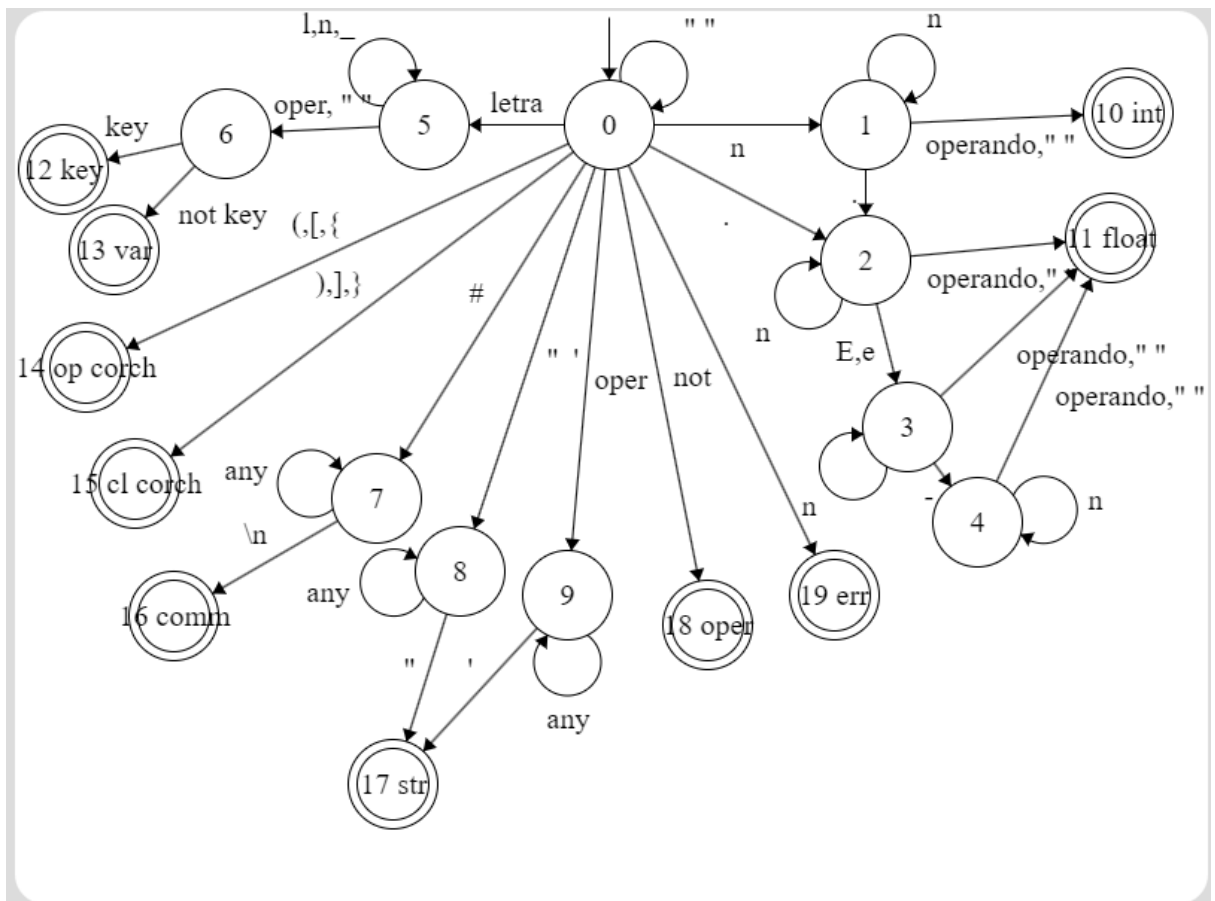 l,n,_
" "
n
letra
oper, " "
5
0
1
10 int
key
6
n
operando," "
12 key
not key
.
13 var
(,[,{
.
2
11 float
),],}
#
operando,"
n
14 op corch
" '
oper
not
E,e
operando," "
operando," "
3
15 cl corch
any
7
n
-
4
n
\n
8
any
9
16 comm
18 oper
19 err
"
'
any
17 str